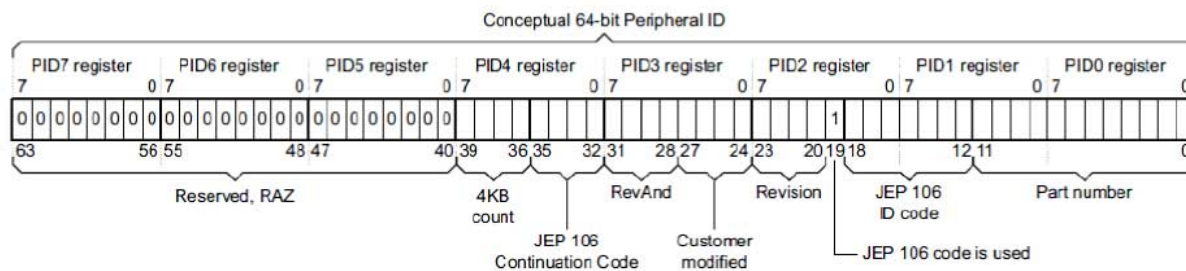 Conceptual 64-bit Peripheral ID
PID7 register PID6 register PID5 register PID4 register PID3 register PID2 register PID1 register PID0 register
7 0 7 0 7 0 7 0 7 0 7 0 7 0 7 0
0 0 0 0 0 0 0 0 0 0 0 0 0 0 0 0 0 0 0 0 0 0 0 0 1
63 56 55 48 47 40 39 36 35 32 31 28 27 24 23 20 19 18 12 11 0
Reserved, RAZ 4KB count RevAnd Revision JEP 106 ID code Part number
JEP 106 Continuation Code Customer modified JEP 106 code is used